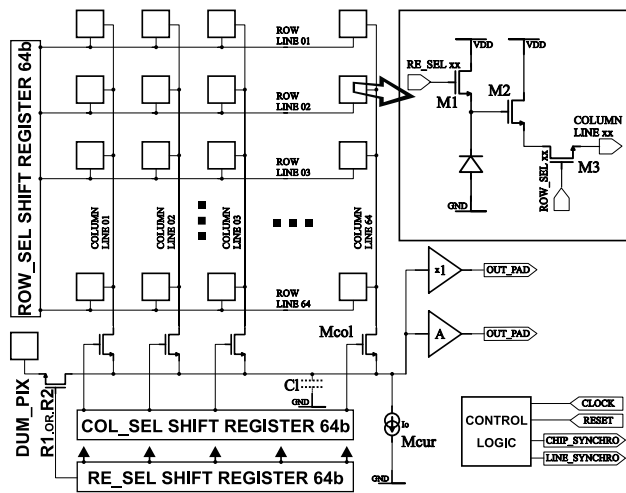 ROW_SEL SHIFT REGISTER 64b
ROW
LINE 01
ROW
LINE 02
ROW
LINE 03
ROW
LINE 64
COLUMN
LINE 01
COLUMN
LINE 02
COLUMN
LINE 03
COLUMN
LINE 64
VDD
VDD
RE_SEL xx
M1
M2
COLUMN
LINE xx
M3
ROW_SEL xx
GND
x1
OUT_PAD
A
OUT_PAD
Mcol
DUM_PIX
R1.OR.R2
C1
GND
Io
Mcur
GND
COL_SEL SHIFT REGISTER 64b
RE_SEL SHIFT REGISTER 64b
CONTROL
LOGIC
CLOCK
RESET
CHIP_SYNCHRO
LINE_SYNCHRO